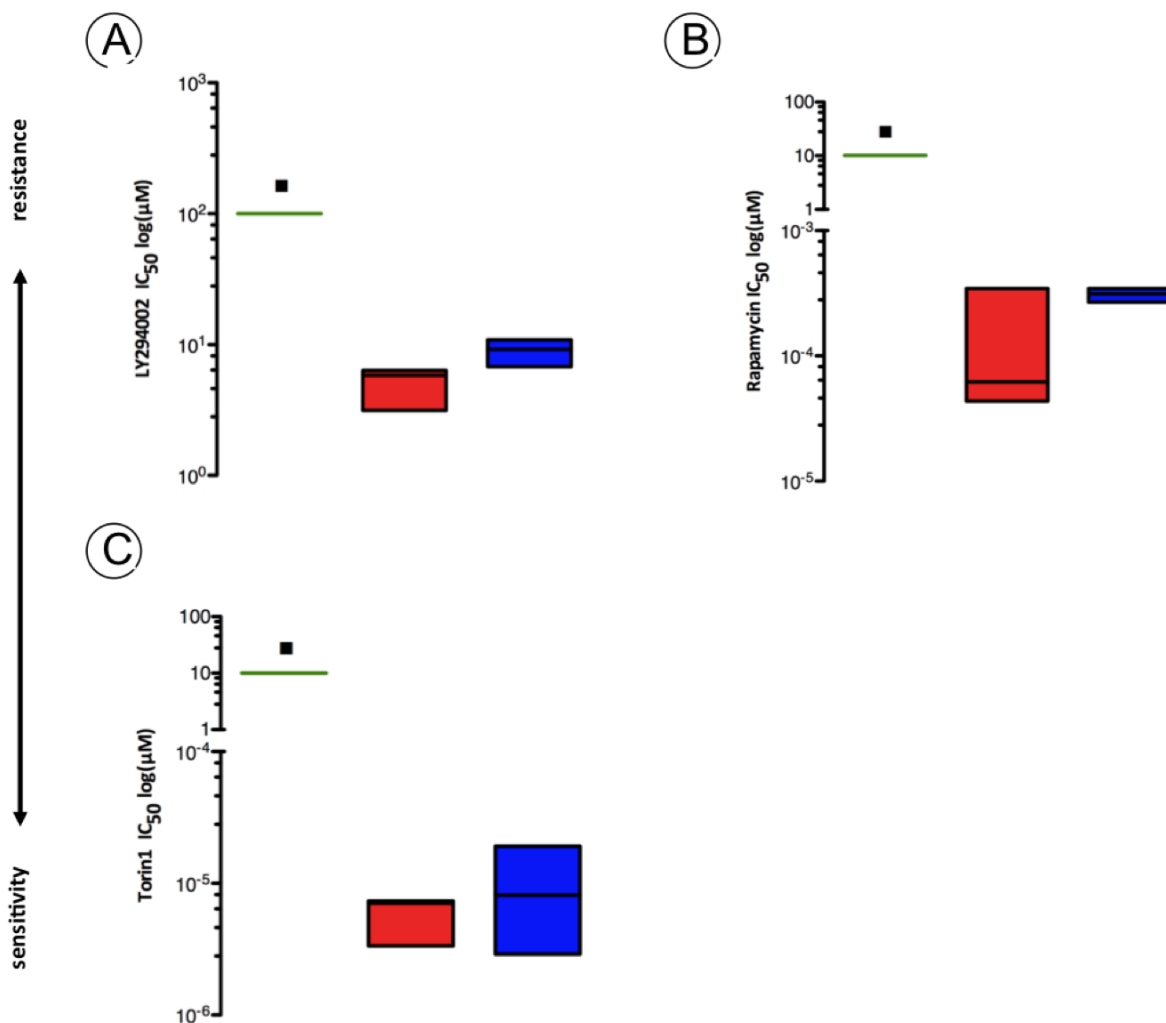 A
B
resistance
sensitivity
LY294002 IC50 log(μM)
10³
10²
10¹
10⁰
Rapamycin IC50 log(μM)
100
10
1
10⁻³
10⁻⁴
10⁻⁵
C
Torin1 IC50 log(μM)
100
10
1
10⁻⁴
10⁻⁵
10⁻⁶